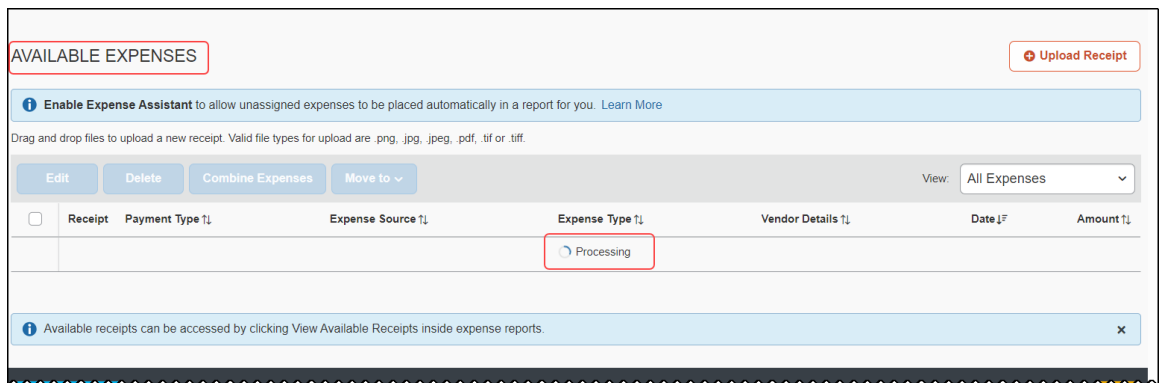 AVAILABLE EXPENSES
Upload Receipt
Enable Expense Assistant to allow unassigned expenses to be placed automatically in a report for you. Learn More
Drag and drop files to upload a new receipt. Valid file types for upload are .png, .jpg, .jpeg, .pdf, .tif or .tiff.
Edit Delete Combine Expenses Move to View: All Expenses
Receipt Payment Type Expense Source Expense Type Vendor Details Date Amount
Processing
Available receipts can be accessed by clicking View Available Receipts inside expense reports.